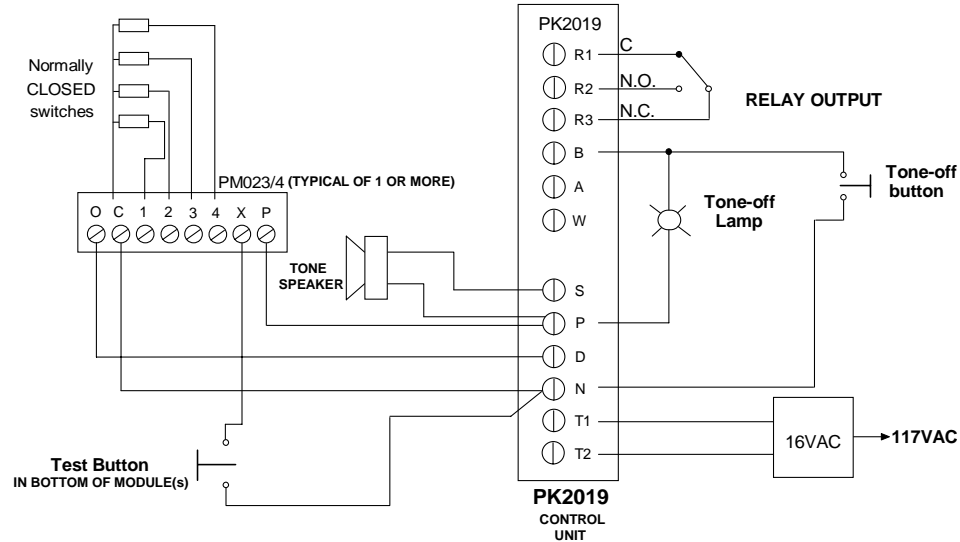 Normally
CLOSED
switches
PM023/4 (TYPICAL OF 1 OR MORE)
O C 1 2 3 4 X P
TONE
SPEAKER
Test Button
IN BOTTOM OF MODULE(s)
PK2019
R1
R2
R3
B
A
W
S
P
D
N
T1
T2
PK2019
CONTROL
UNIT
C
N.O.
N.C.
RELAY OUTPUT
Tone-off
Lamp
Tone-off
button
16VAC
117VAC